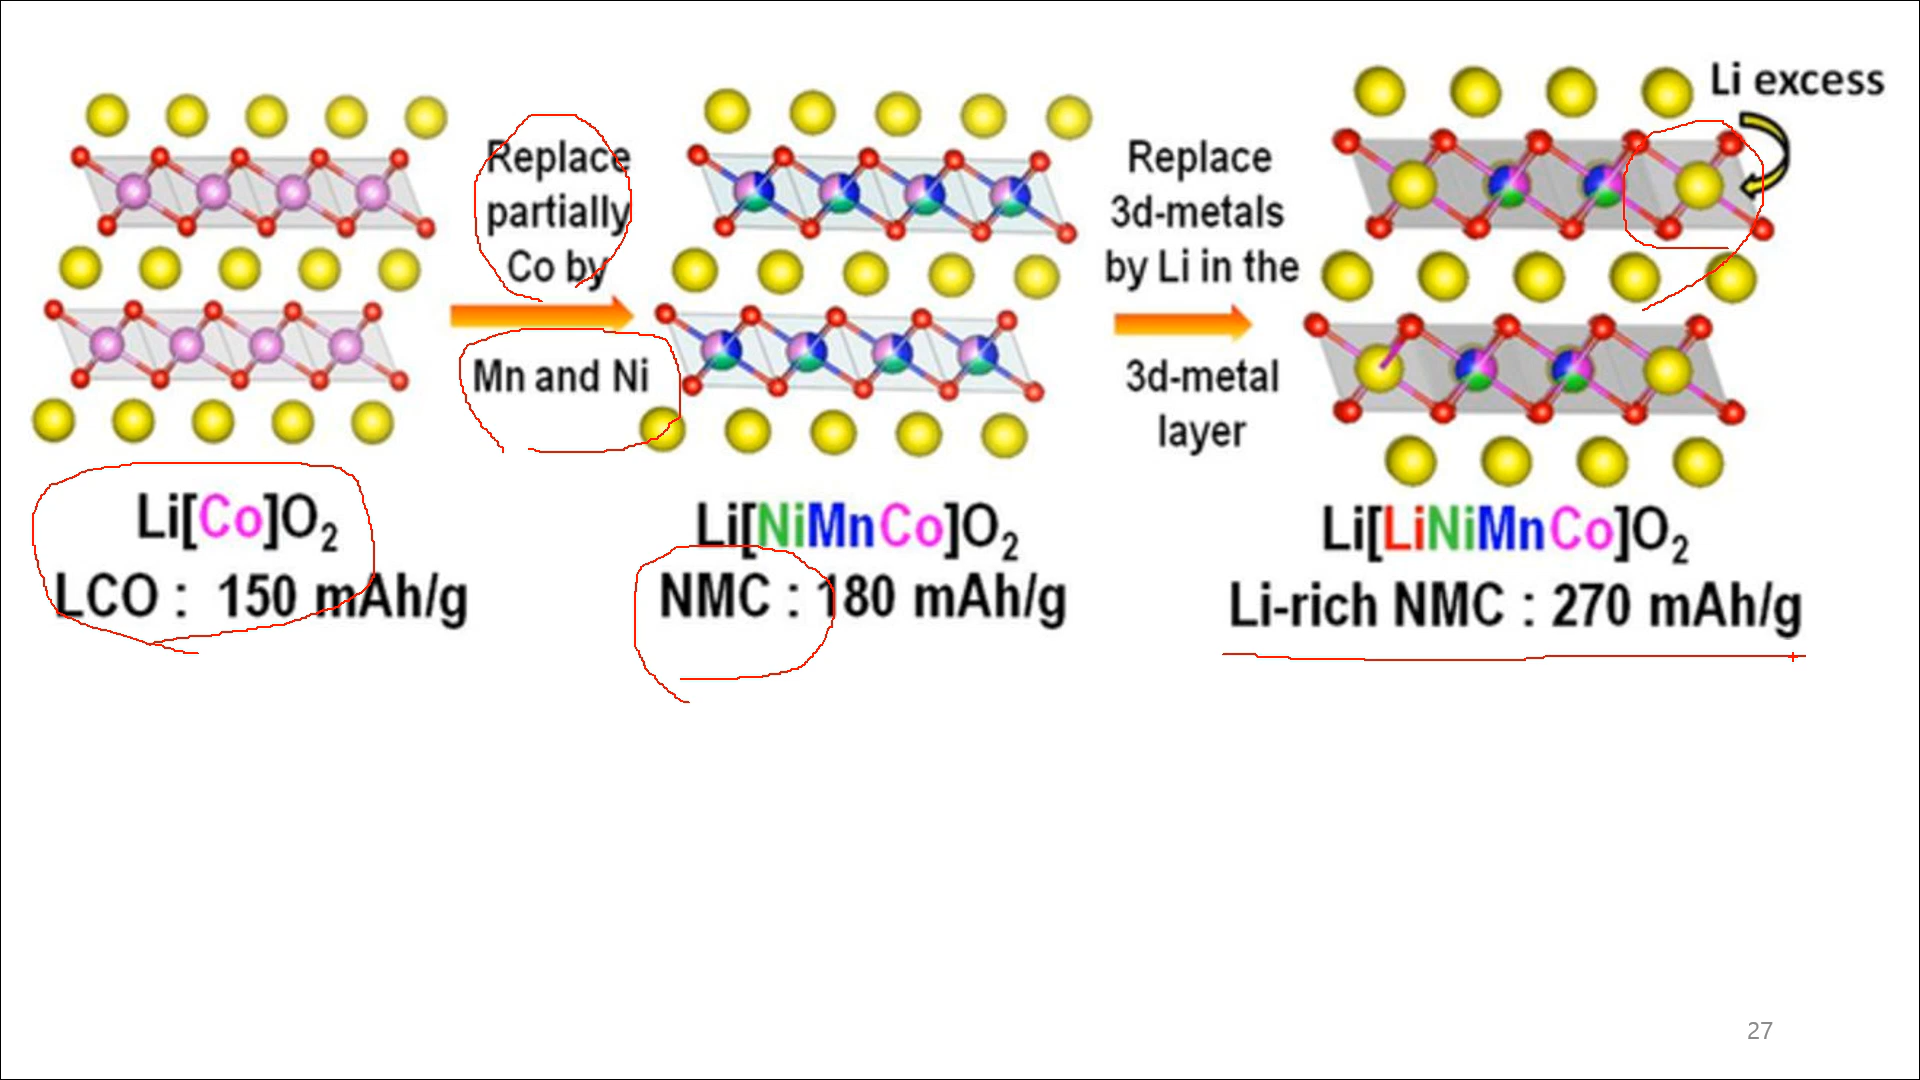 Li excess
Replace
partially
Co by
Mn and Ni
Replace
3d-metals
by Li in the
3d-metal
layer
Li[Co]O₂
LCO : 150 mAh/g
Li[NiMnCo]O₂
NMC : 180 mAh/g
Li[LiNiMnCo]O₂
Li-rich NMC : 270 mAh/g
27